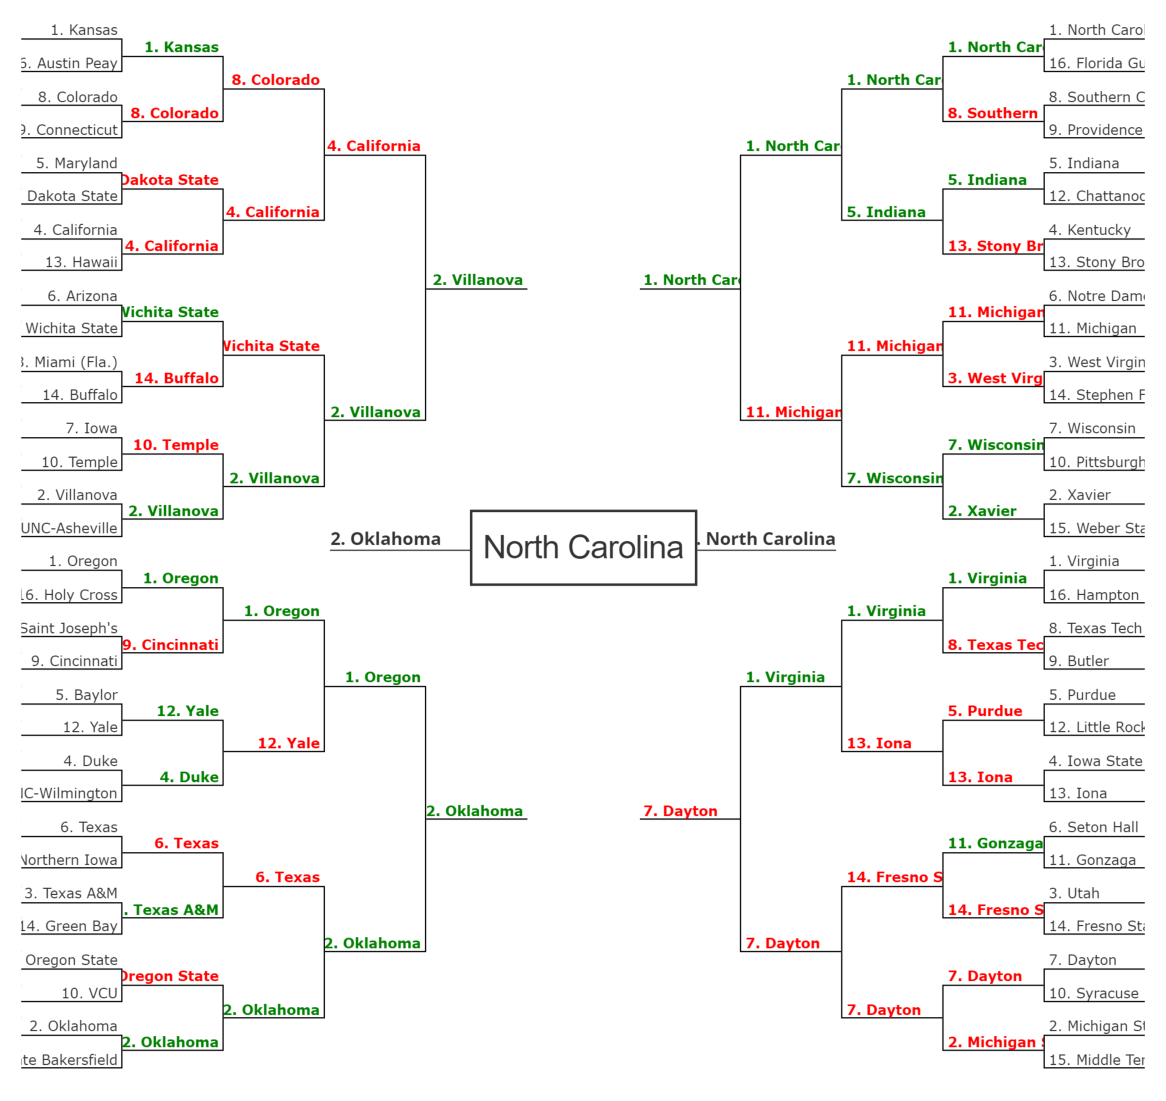 1. Kansas
6. Austin Peay
8. Colorado
9. Connecticut
5. Maryland
Dakota State
4. California
13. Hawaii
6. Arizona
Wichita State
3. Miami (Fla.)
14. Buffalo
7. Iowa
10. Temple
2. Villanova
UNC-Asheville
1. Oregon
16. Holy Cross
Saint Joseph's
9. Cincinnati
5. Baylor
12. Yale
4. Duke
NC-Wilmington
6. Texas
Northern Iowa
3. Texas A&M
14. Green Bay
Oregon State
10. VCU
2. Oklahoma
te Bakersfield
1. Kansas
8. Colorado
Dakota State
4. California
Wichita State
14. Buffalo
10. Temple
2. Villanova
1. Oregon
9. Cincinnati
12. Yale
4. Duke
6. Texas
. Texas A&M
Oregon State
2. Oklahoma
8. Colorado
4. California
Wichita State
2. Villanova
1. Oregon
12. Yale
6. Texas
2. Oklahoma
4. California
2. Villanova
1. Oregon
2. Oklahoma
2. Villanova
2. Oklahoma
2. Oklahoma
North Carolina
. North Carolina
1. North Car
7. Dayton
1. North Car
11. Michigan
1. Virginia
7. Dayton
1. North Car
5. Indiana
11. Michigan
7. Wisconsin
1. Virginia
13. Iona
14. Fresno S
7. Dayton
1. North Car
8. Southern
5. Indiana
13. Stony Br
11. Michigan
3. West Virg
7. Wisconsin
2. Xavier
1. Virginia
8. Texas Tec
5. Purdue
13. Iona
11. Gonzaga
14. Fresno S
7. Dayton
2. Michigan S
1. North Carol
16. Florida Gu
8. Southern C
9. Providence
5. Indiana
12. Chattanoo
4. Kentucky
13. Stony Bro
6. Notre Dame
11. Michigan
3. West Virgin
14. Stephen F
7. Wisconsin
10. Pittsburgh
2. Xavier
15. Weber Sta
1. Virginia
16. Hampton
8. Texas Tech
9. Butler
5. Purdue
12. Little Rock
4. Iowa State
13. Iona
6. Seton Hall
11. Gonzaga
3. Utah
14. Fresno Sta
7. Dayton
10. Syracuse
2. Michigan St
15. Middle Ten